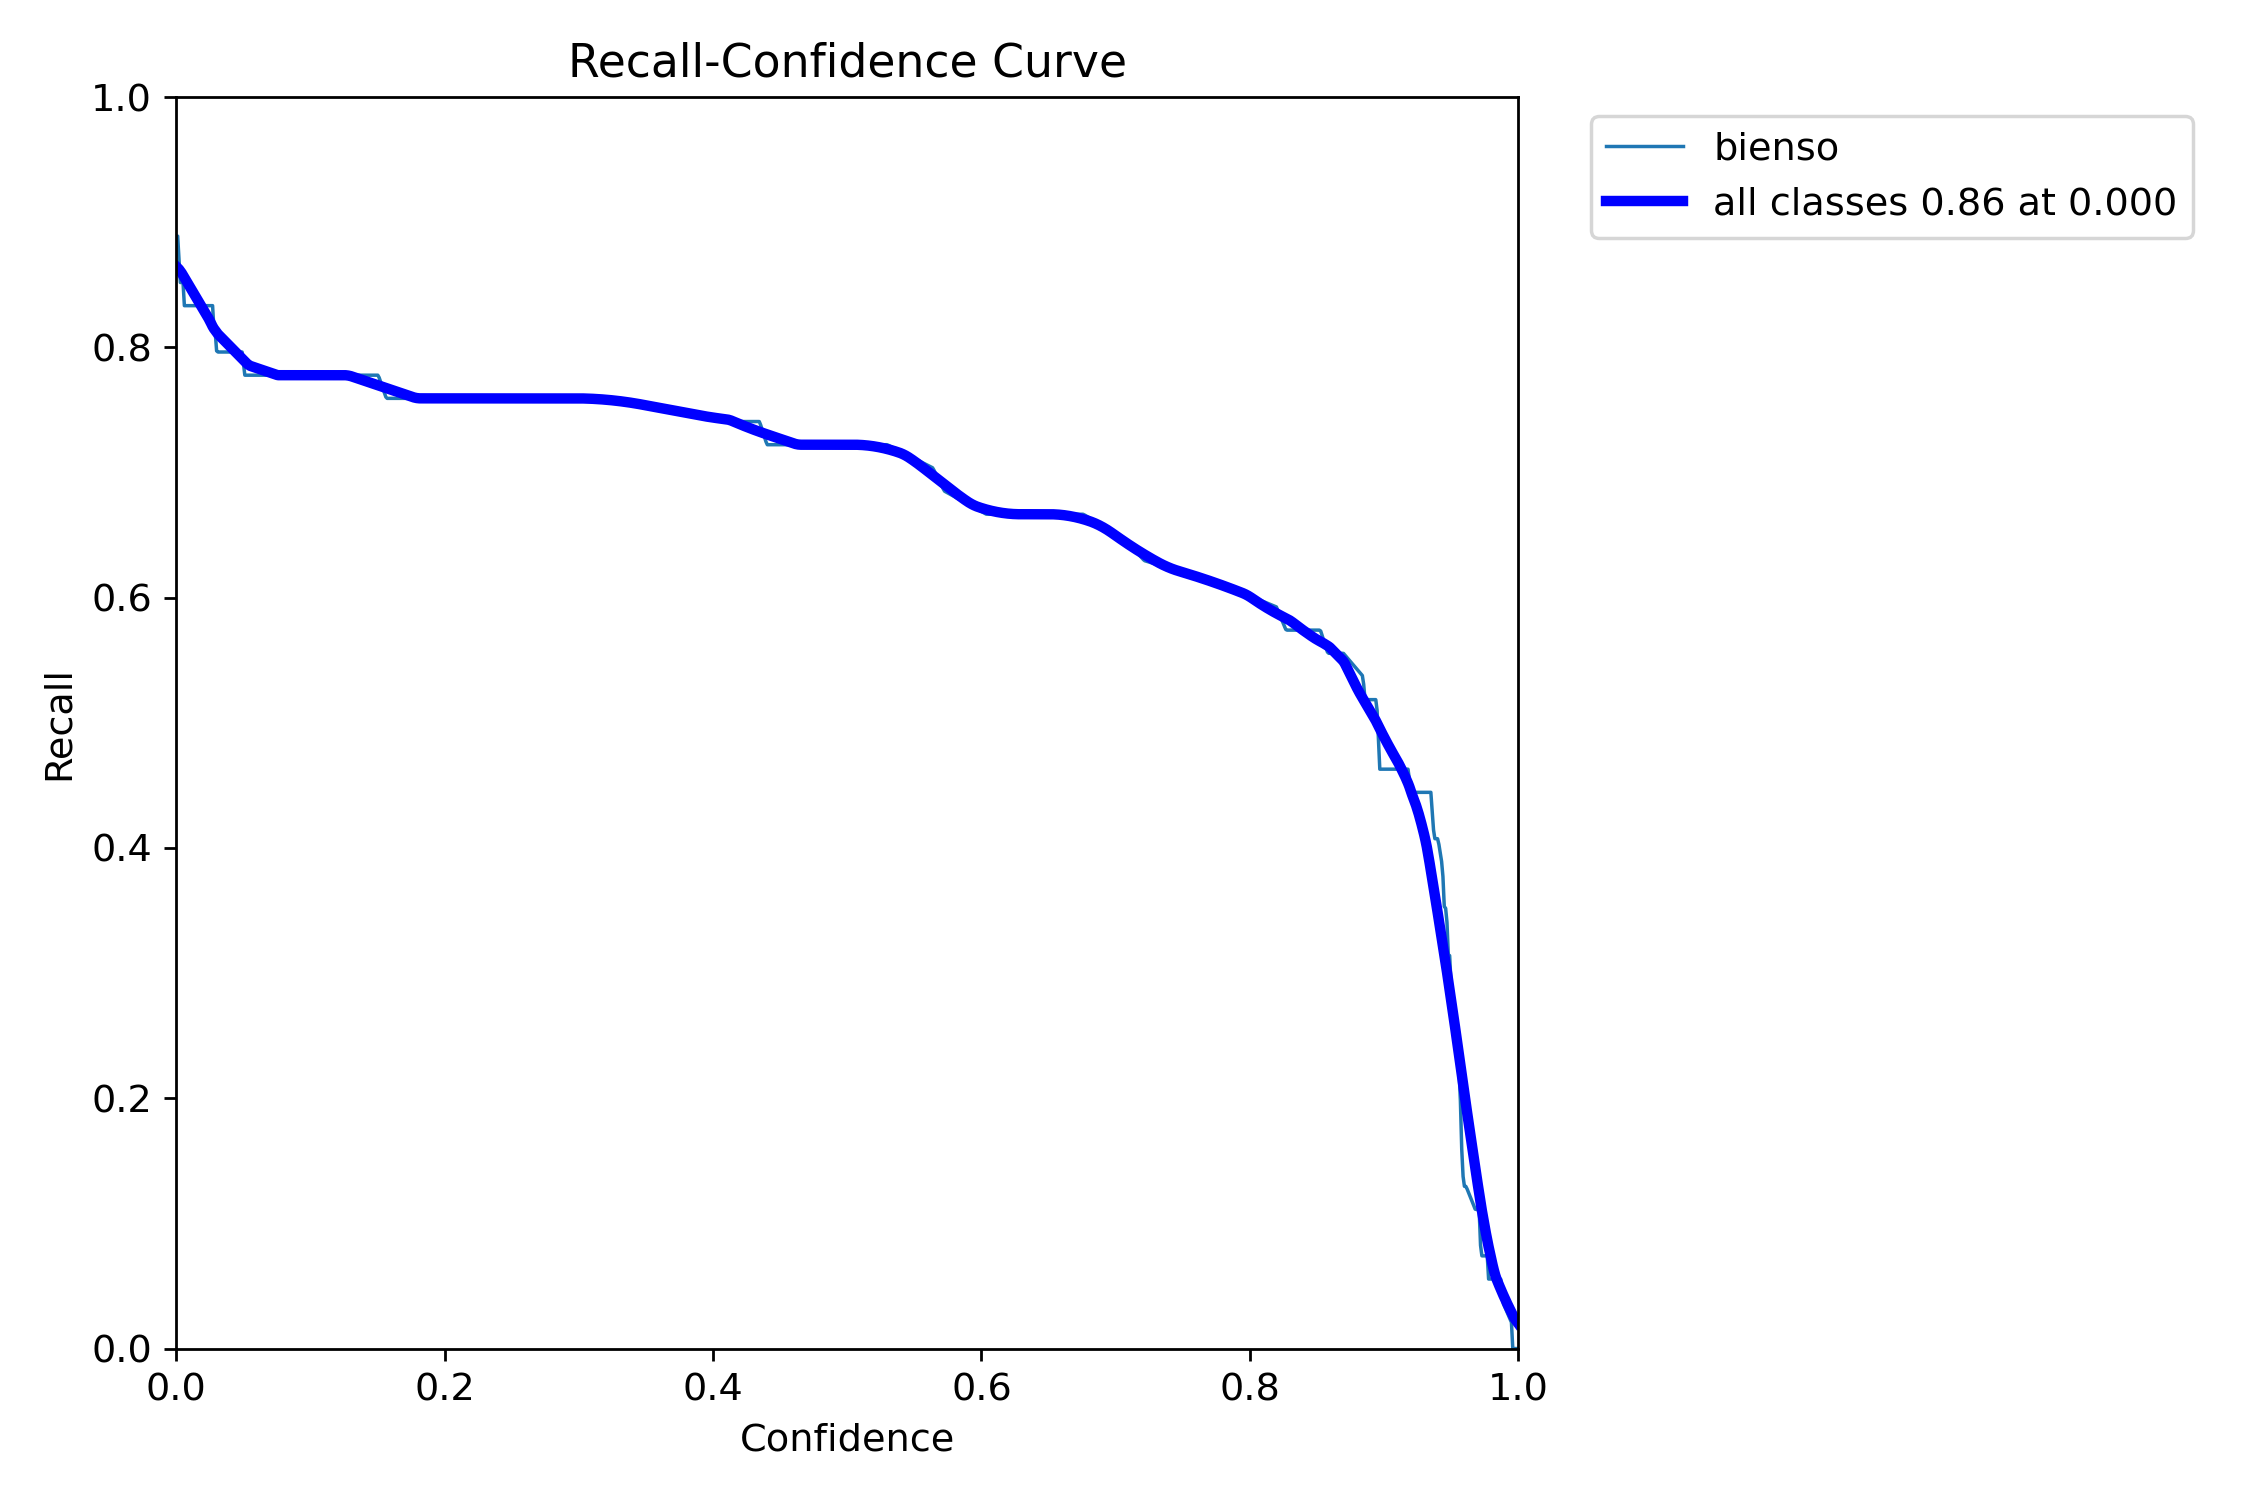 Recall-Confidence Curve
1.0
0.8
0.6
0.4
0.2
0.0
Recall
0.0 0.2 0.4 0.6 0.8 1.0
Confidence
bienso
all classes 0.86 at 0.000